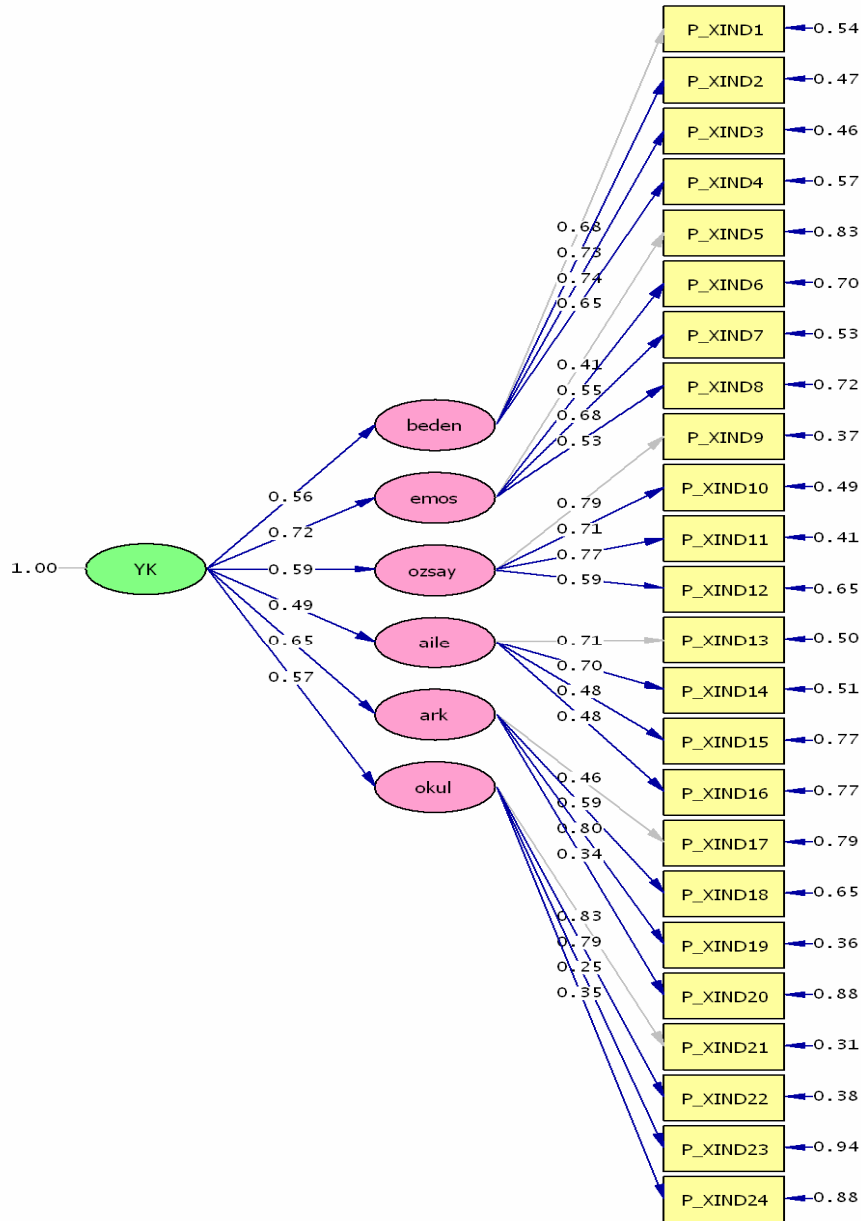 P_XIND1 0.54
P_XIND2 0.47
P_XIND3 0.46
P_XIND4 0.57
P_XIND5 0.83
P_XIND6 0.70
P_XIND7 0.53
P_XIND8 0.72
P_XIND9 0.37
P_XIND10 0.49
P_XIND11 0.41
P_XIND12 0.65
P_XIND13 0.50
P_XIND14 0.51
P_XIND15 0.77
P_XIND16 0.77
P_XIND17 0.79
P_XIND18 0.65
P_XIND19 0.36
P_XIND20 0.88
P_XIND21 0.31
P_XIND22 0.38
P_XIND23 0.94
P_XIND24 0.88
0.68
0.73
0.74
0.65
0.41
0.55
0.68
0.53
0.79
0.71
0.77
0.59
0.71
0.70
0.48
0.48
0.46
0.59
0.80
0.34
0.83
0.79
0.25
0.35
beden
emos
ozsay
aile
ark
okul
0.56
0.72
0.59
0.49
0.65
0.57
1.00 YK